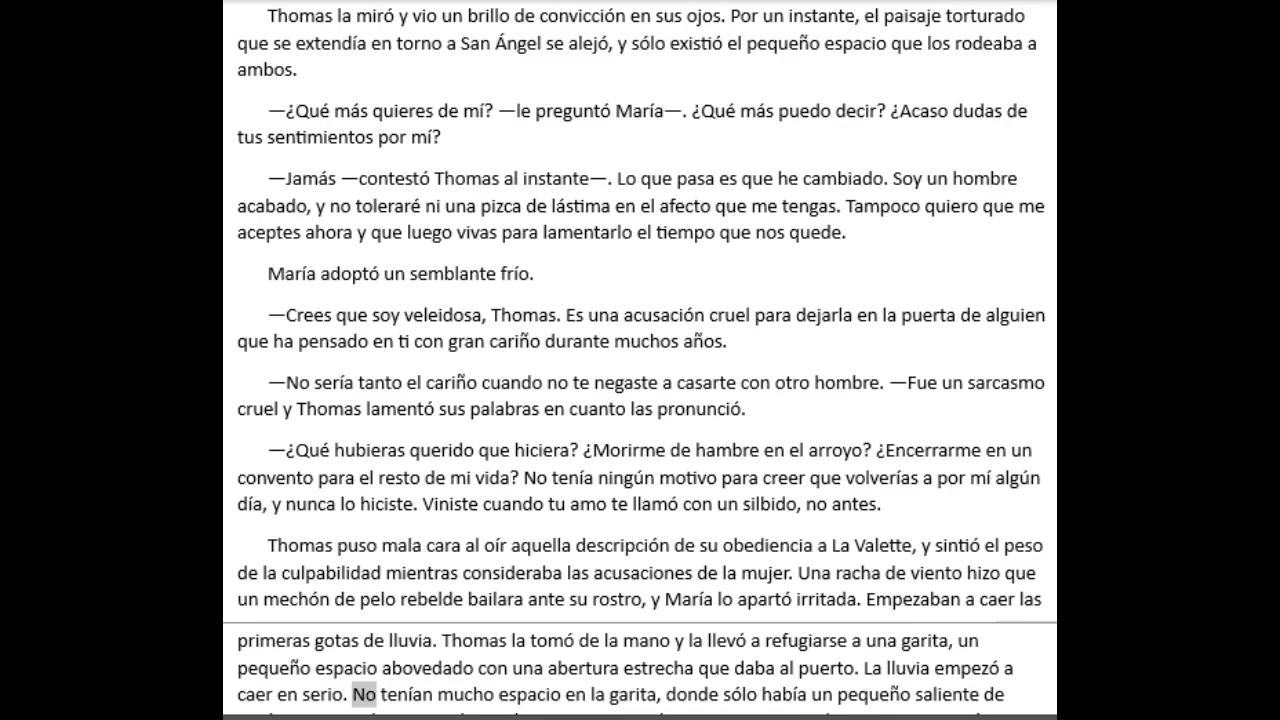 Thomas la miró y vio un brillo de convicción en sus ojos. Por un instante, el paisaje torturado
que se extendía en torno a San Ángel se alejó, y sólo existió el pequeño espacio que los rodeaba a
ambos.
—¿Qué más quieres de mí? —le preguntó María—. ¿Qué más puedo decir? ¿Acaso dudas de
tus sentimientos por mí?
—Jamás —contestó Thomas al instante—. Lo que pasa es que he cambiado. Soy un hombre
acabado, y no toleraré ni una pizca de lástima en el afecto que me tengas. Tampoco quiero que me
aceptes ahora y que luego vivas para lamentarlo el tiempo que nos quede.
María adoptó un semblante frío.
—Crees que soy veleidosa, Thomas. Es una acusación cruel para dejarla en la puerta de alguien
que ha pensado en ti con gran cariño durante muchos años.
—No sería tanto el cariño cuando no te negaste a casarte con otro hombre. —Fue un sarcasmo
cruel y Thomas lamentó sus palabras en cuanto las pronunció.
—¿Qué hubieras querido que hiciera? ¿Morirme de hambre en el arroyo? ¿Encerrarme en un
convento para el resto de mi vida? No tenía ningún motivo para creer que volverías a por mí algún
día, y nunca lo hiciste. Viniste cuando tu amo te llamó con un silbido, no antes.
Thomas puso mala cara al oír aquella descripción de su obediencia a La Valette, y sintió el peso
de la culpabilidad mientras consideraba las acusaciones de la mujer. Una racha de viento hizo que
un mechón de pelo rebelde bailara ante su rostro, y María lo apartó irritada. Empezaban a caer las
primeras gotas de lluvia. Thomas la tomó de la mano y la llevó a refugiarse a una garita, un
pequeño espacio abovedado con una abertura estrecha que daba al puerto. La lluvia empezó a
caer en serio. No tenían mucho espacio en la garita, donde sólo había un pequeño saliente de